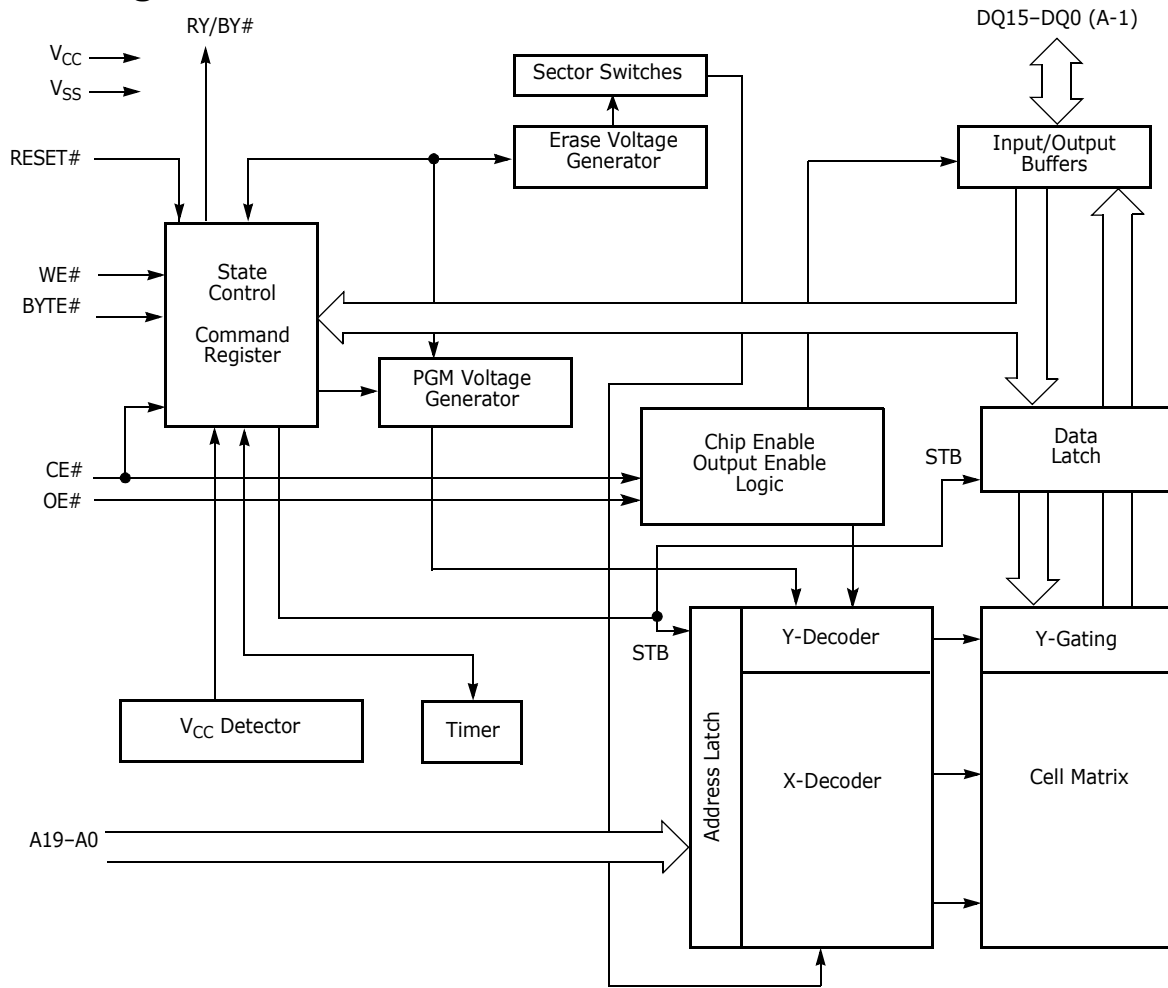 RY/BY#
DQ15–DQ0 (A-1)
VCC
VSS
Sector Switches
Erase Voltage
Generator
Input/Output
Buffers
RESET#
WE#
BYTE#
State
Control
Command
Register
PGM Voltage
Generator
Chip Enable
Output Enable
Logic
STB
Data
Latch
CE#
OE#
STB
Y-Decoder
Y-Gating
VCC Detector
Timer
Address Latch
X-Decoder
Cell Matrix
A19–A0